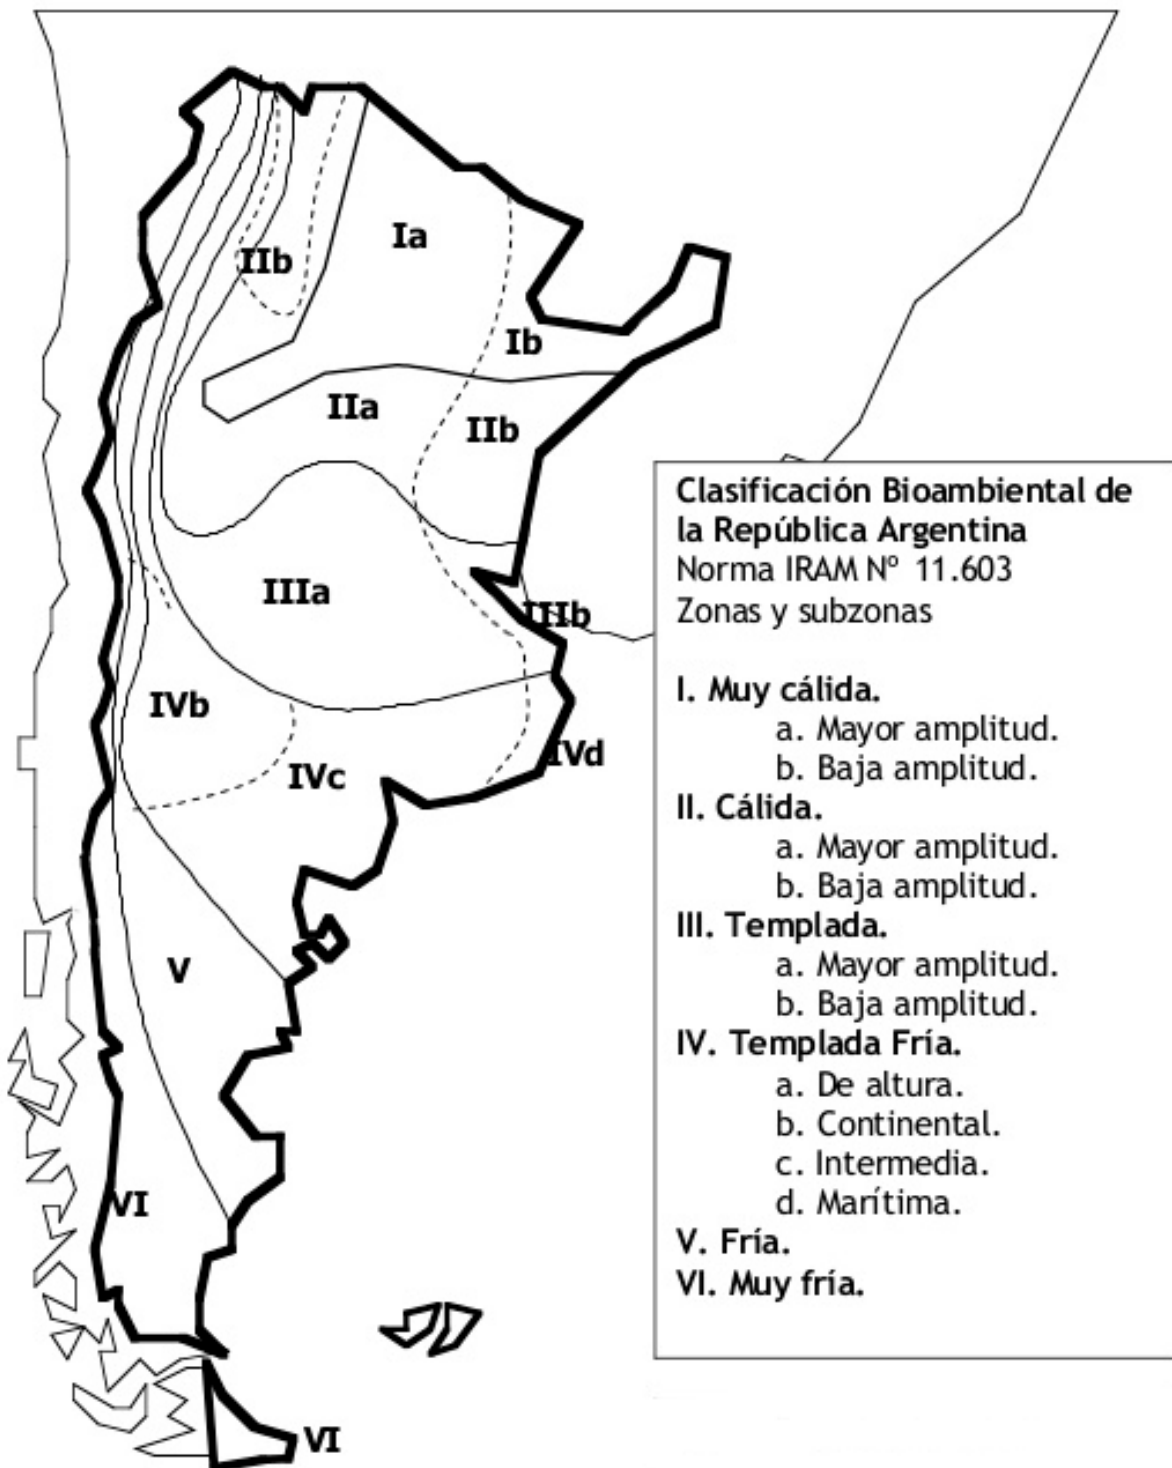 Ia
IIb
Ib
IIa
IIb
IIIa
IIIb
IVb
IVc
IVd
V
VI
VI
Clasificación Bioambiental de
la República Argentina
Norma IRAM Nº 11.603
Zonas y subzonas
I. Muy cálida.
a. Mayor amplitud.
b. Baja amplitud.
II. Cálida.
a. Mayor amplitud.
b. Baja amplitud.
III. Templada.
a. Mayor amplitud.
b. Baja amplitud.
IV. Templada Fría.
a. De altura.
b. Continental.
c. Intermedia.
d. Marítima.
V. Fría.
VI. Muy fría.